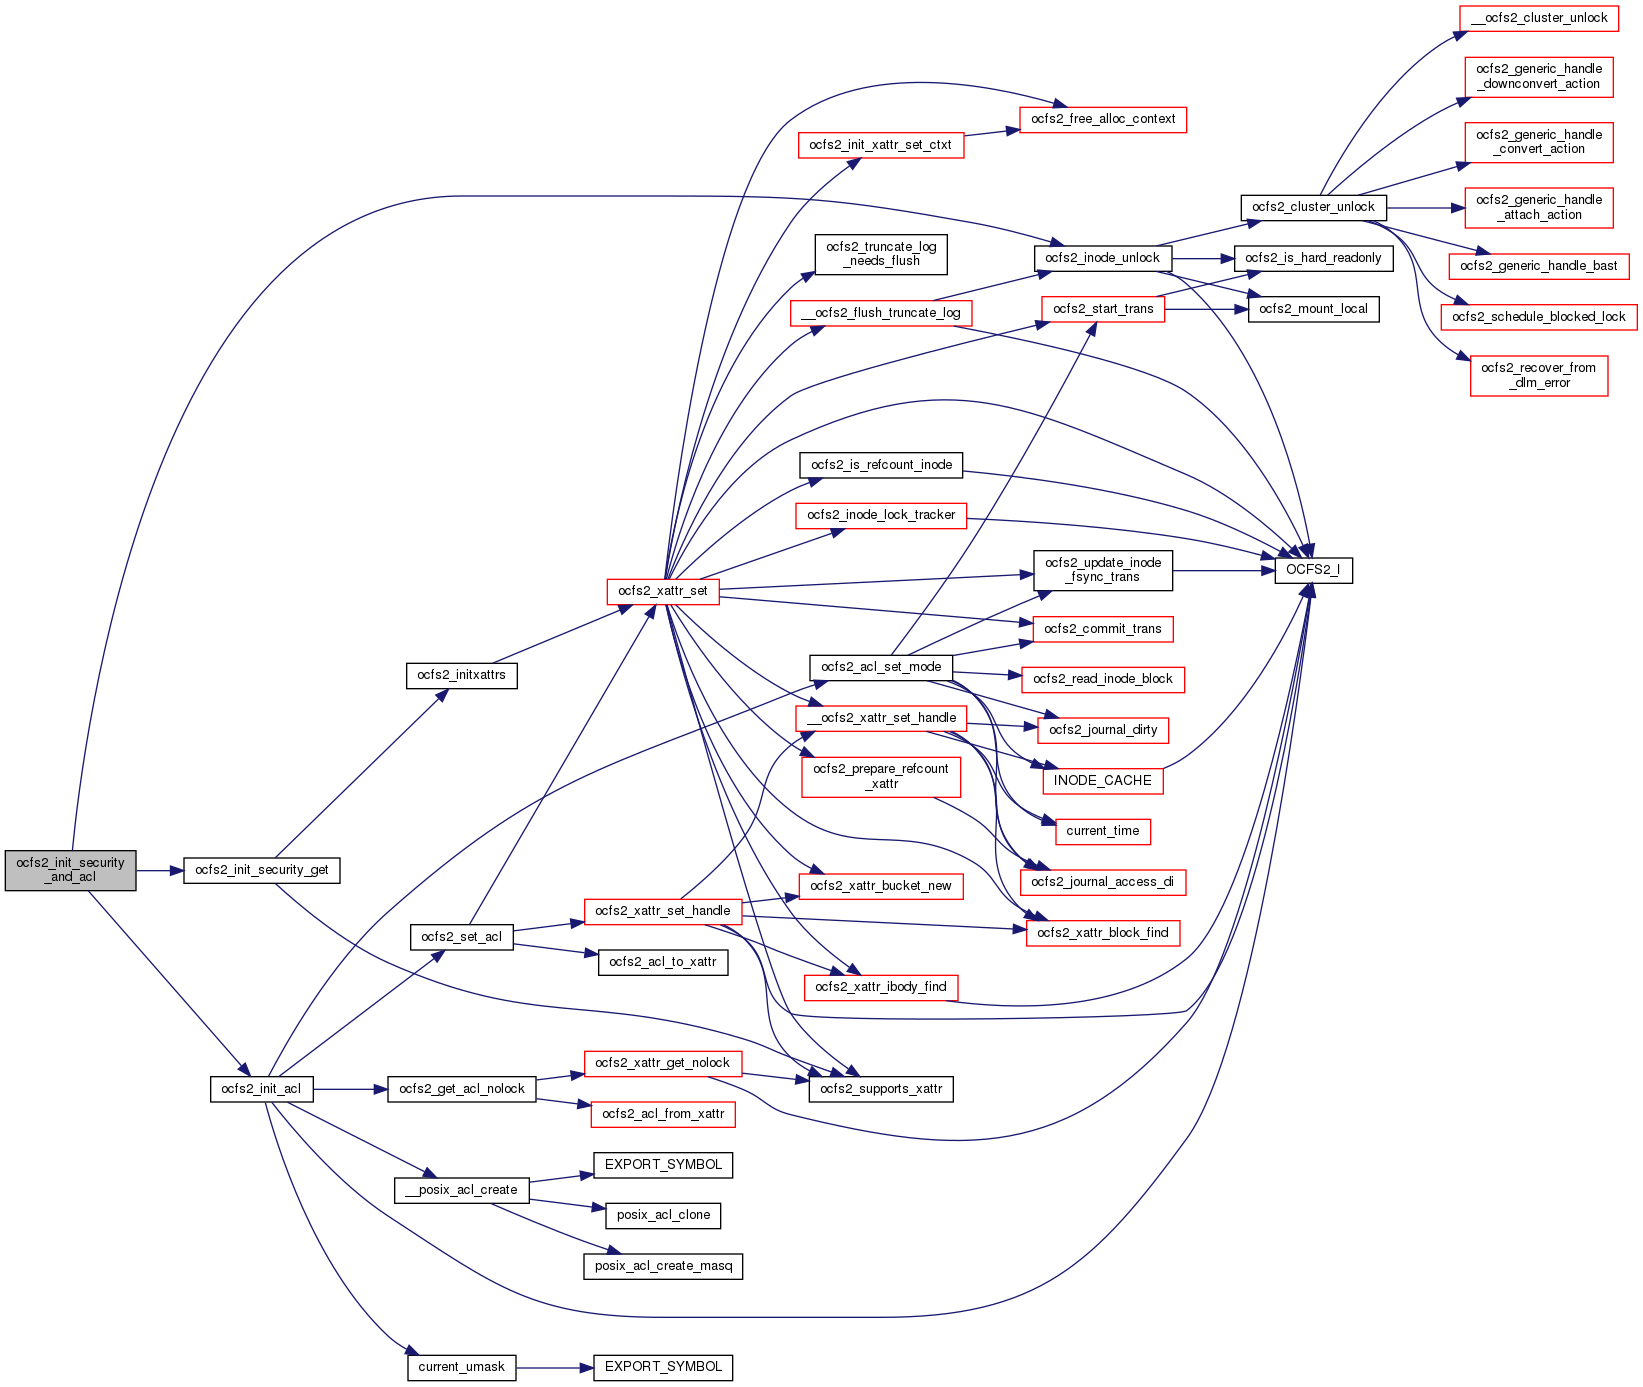 __ocfs2_cluster_unlock
ocfs2_generic_handle
_downconvert_action
ocfs2_free_alloc_context
ocfs2_generic_handle
_convert_action
ocfs2_init_xattr_set_ctxt
ocfs2_cluster_unlock
ocfs2_generic_handle
_attach_action
ocfs2_truncate_log
_needs_flush
ocfs2_inode_unlock
ocfs2_is_hard_readonly
ocfs2_generic_handle_bast
__ocfs2_flush_truncate_log
ocfs2_start_trans
ocfs2_mount_local
ocfs2_schedule_blocked_lock
ocfs2_recover_from
_dlm_error
ocfs2_is_refcount_inode
ocfs2_inode_lock_tracker
ocfs2_update_inode
_fsync_trans
OCFS2_I
ocfs2_xattr_set
ocfs2_commit_trans
ocfs2_initxattrs
ocfs2_acl_set_mode
ocfs2_read_inode_block
__ocfs2_xattr_set_handle
ocfs2_journal_dirty
ocfs2_prepare_refcount
_xattr
INODE_CACHE
current_time
ocfs2_init_security
_and_acl
ocfs2_init_security_get
ocfs2_xattr_bucket_new
ocfs2_journal_access_di
ocfs2_xattr_set_handle
ocfs2_set_acl
ocfs2_xattr_block_find
ocfs2_acl_to_xattr
ocfs2_xattr_ibody_find
ocfs2_xattr_get_nolock
ocfs2_init_acl
ocfs2_get_acl_nolock
ocfs2_supports_xattr
ocfs2_acl_from_xattr
EXPORT_SYMBOL
__posix_acl_create
posix_acl_clone
posix_acl_create_masq
current_umask
EXPORT_SYMBOL